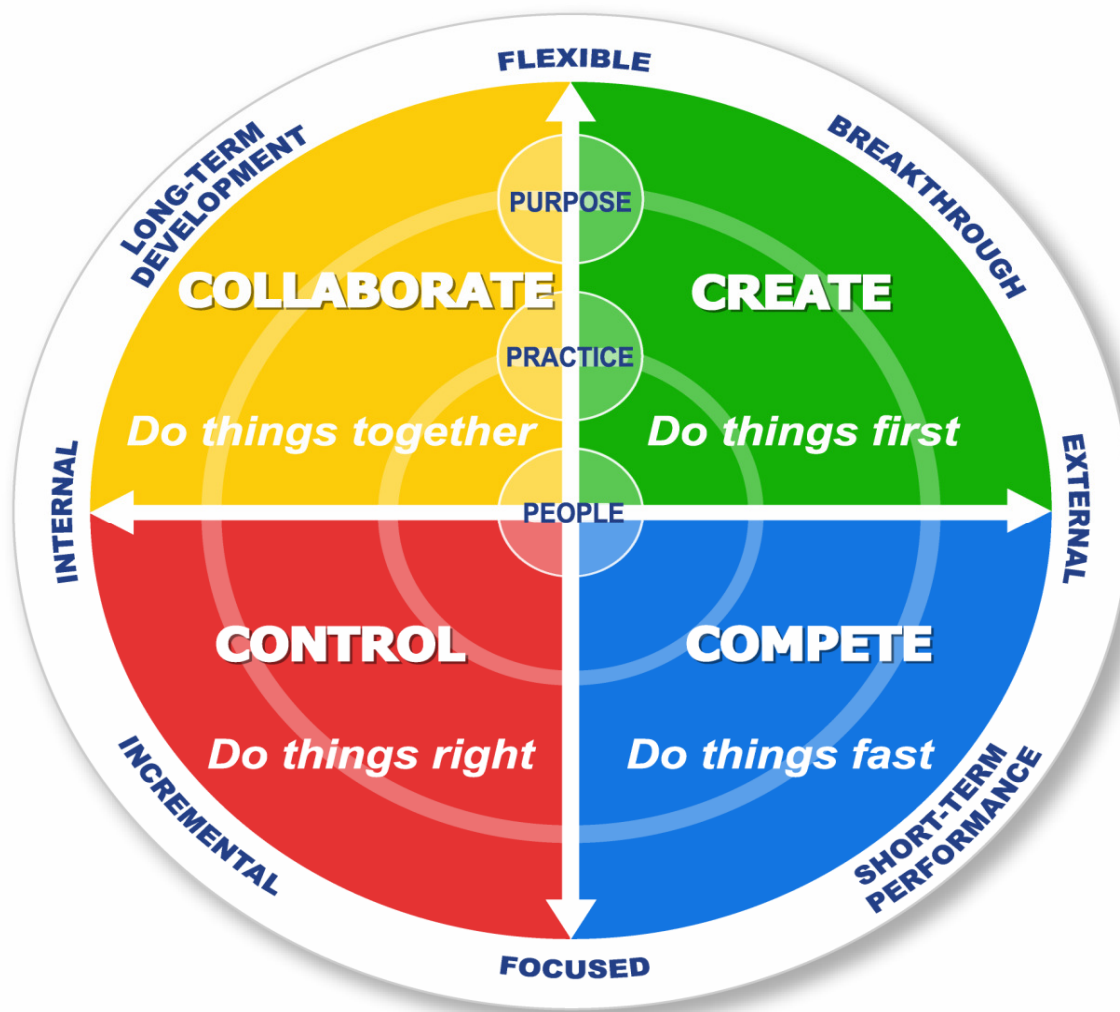 FLEXIBLE
LONG-TERM
DEVELOPMENT
BREAKTHROUGH
PURPOSE
COLLABORATE
CREATE
PRACTICE
Do things together
Do things first
INTERNAL
EXTERNAL
PEOPLE
CONTROL
COMPETE
Do things right
Do things fast
INCREMENTAL
SHORT-TERM
PERFORMANCE
FOCUSED